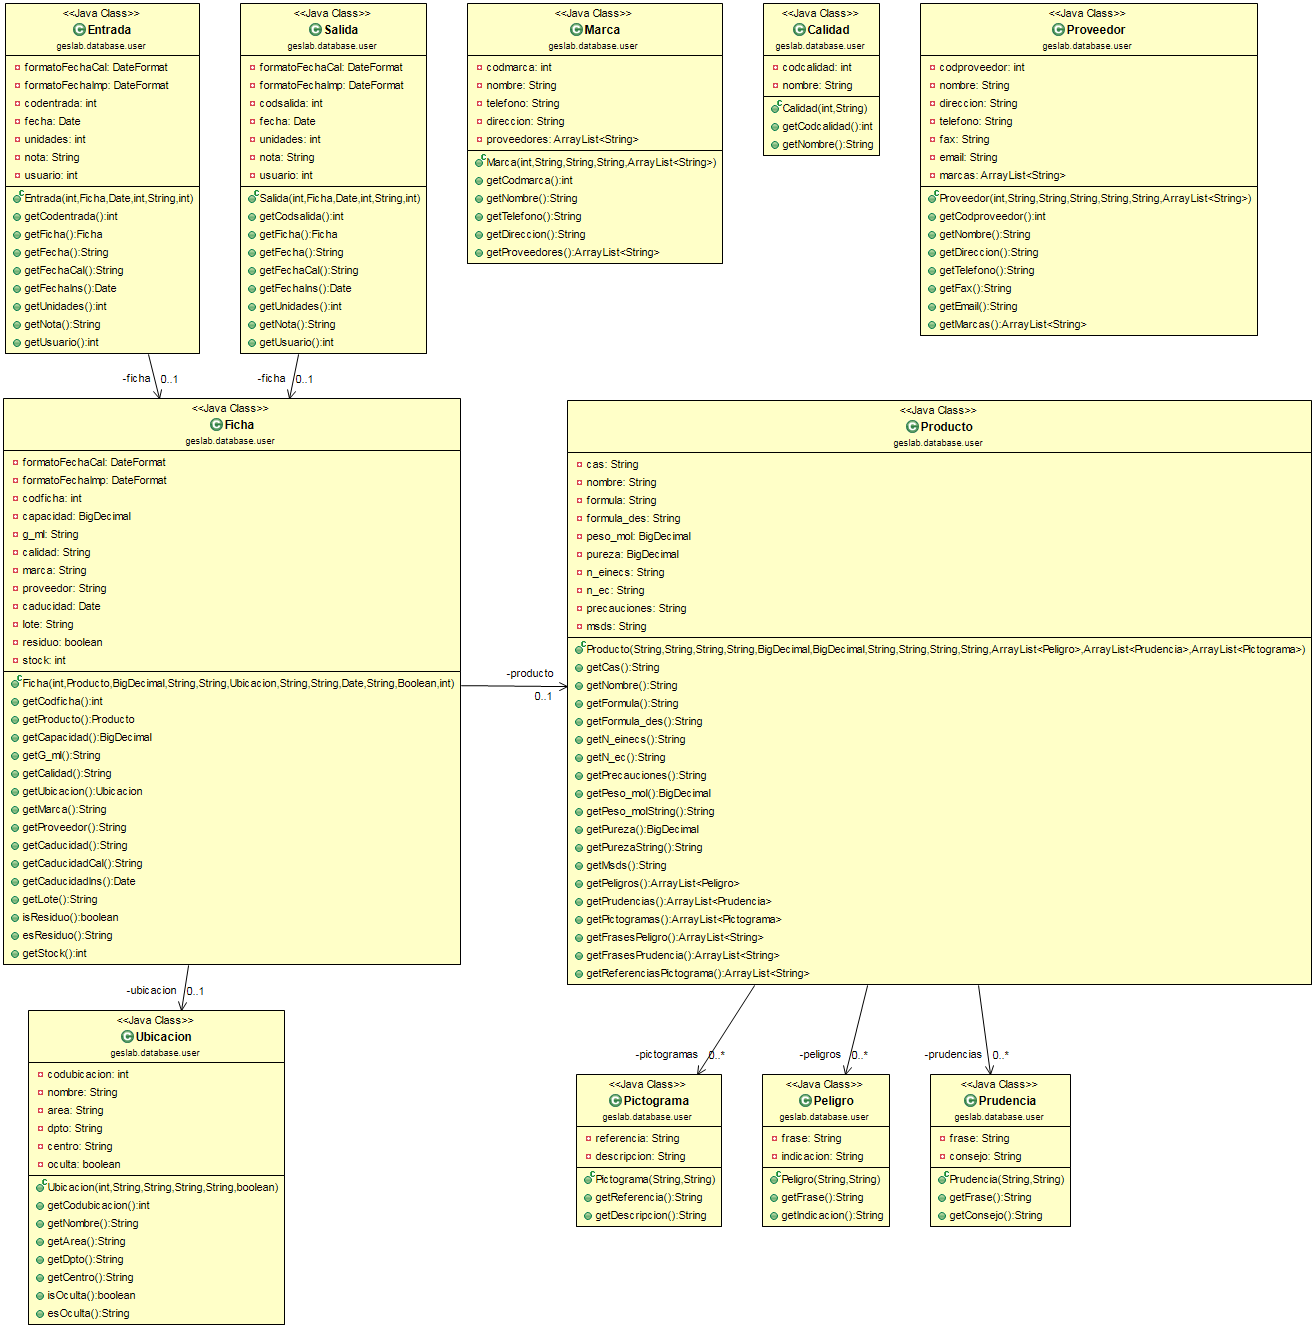 <<Java Class>>
Entrada
geslab.database.user
formatoFechaCal: DateFormat
formatoFechaImp: DateFormat
codentrada: int
fecha: Date
unidades: int
nota: String
usuario: int
Entrada(int,Ficha,Date,int,String,int)
getCodentrada():int
getFicha():Ficha
getFecha():String
getFechaCal():String
getFechaIns():Date
getUnidades():int
getNota():String
getUsuario():int
<<Java Class>>
Salida
geslab.database.user
formatoFechaCal: DateFormat
formatoFechaImp: DateFormat
codsalida: int
fecha: Date
unidades: int
nota: String
usuario: int
Salida(int,Ficha,Date,int,String,int)
getCodsalida():int
getFicha():Ficha
getFecha():String
getFechaCal():String
getFechaIns():Date
getUnidades():int
getNota():String
getUsuario():int
<<Java Class>>
Marca
geslab.database.user
codmarca: int
nombre: String
telefono: String
direccion: String
proveedores: ArrayList<String>
Marca(int,String,String,String,ArrayList<String>)
getCodmarca():int
getNombre():String
getTelefono():String
getDireccion():String
getProveedores():ArrayList<String>
<<Java Class>>
Calidad
geslab.database.user
codcalidad: int
nombre: String
Calidad(int,String)
getCodcalidad():int
getNombre():String
<<Java Class>>
Proveedor
geslab.database.user
codproveedor: int
nombre: String
direccion: String
telefono: String
fax: String
email: String
marcas: ArrayList<String>
Proveedor(int,String,String,String,String,String,ArrayList<String>)
getCodproveedor():int
getNombre():String
getDireccion():String
getTelefono():String
getFax():String
getEmail():String
getMarcas():ArrayList<String>
-ficha 0..1
-ficha 0..1
<<Java Class>>
Ficha
geslab.database.user
formatoFechaCal: DateFormat
formatoFechaImp: DateFormat
codficha: int
capacidad: BigDecimal
g_ml: String
calidad: String
marca: String
proveedor: String
caducidad: Date
lote: String
residuo: boolean
stock: int
Ficha(int,Producto,BigDecimal,String,String,Ubicacion,String,String,Date,String,Boolean,int)
getCodficha():int
getProducto():Producto
getCapacidad():BigDecimal
getG_ml():String
getCalidad():String
getUbicacion():Ubicacion
getMarca():String
getProveedor():String
getCaducidad():String
getCaducidadCal():String
getCaducidadIns():Date
getLote():String
isResiduo():boolean
esResiduo():String
getStock():int
-producto
0..1
<<Java Class>>
Producto
geslab.database.user
cas: String
nombre: String
formula: String
formula_des: String
peso_mol: BigDecimal
pureza: BigDecimal
n_einecs: String
n_ec: String
precauciones: String
msds: String
Producto(String,String,String,String,BigDecimal,BigDecimal,String,String,String,String,ArrayList<Peligro>,ArrayList<Prudencia>,ArrayList<Pictograma>)
getCas():String
getNombre():String
getFormula():String
getFormula_des():String
getN_einecs():String
getN_ec():String
getPrecauciones():String
getPeso_mol():BigDecimal
getPeso_molString():String
getPureza():BigDecimal
getPurezaString():String
getMsds():String
getPeligros():ArrayList<Peligro>
getPrudencias():ArrayList<Prudencia>
getPictogramas():ArrayList<Pictograma>
getFrasesPeligro():ArrayList<String>
getFrasesPrudencia():ArrayList<String>
getReferenciasPictograma():ArrayList<String>
-ubicacion 0..1
<<Java Class>>
Ubicacion
geslab.database.user
codubicacion: int
nombre: String
area: String
dpto: String
centro: String
oculta: boolean
Ubicacion(int,String,String,String,String,boolean)
getCodubicacion():int
getNombre():String
getArea():String
getDpto():String
getCentro():String
isOculta():boolean
esOculta():String
-pictogramas 0..*
-peligros 0..*
-prudencias 0..*
<<Java Class>>
Pictograma
geslab.database.user
referencia: String
descripcion: String
Pictograma(String,String)
getReferencia():String
getDescripcion():String
<<Java Class>>
Peligro
geslab.database.user
frase: String
indicacion: String
Peligro(String,String)
getFrase():String
getIndicacion():String
<<Java Class>>
Prudencia
geslab.database.user
frase: String
consejo: String
Prudencia(String,String)
getFrase():String
getConsejo():String